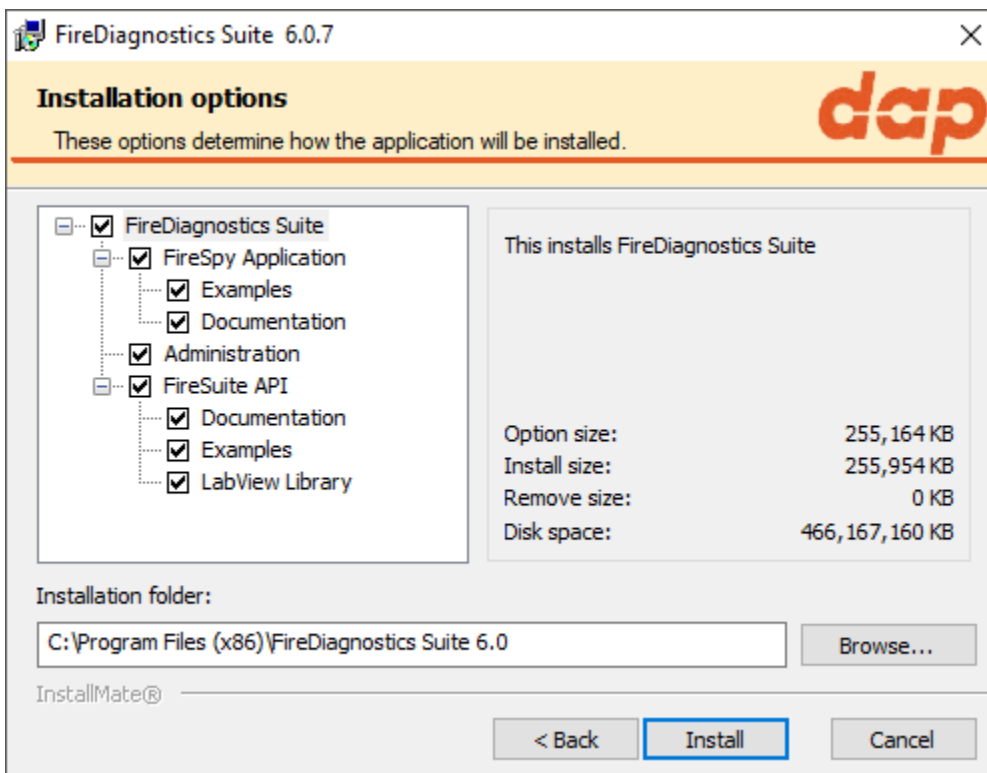 FireDiagnostics Suite 6.0.7
Installation options
These options determine how the application will be installed.
dap
FireDiagnostics Suite
FireSpy Application
Examples
Documentation
Administration
FireSuite API
Documentation
Examples
LabView Library
This installs FireDiagnostics Suite
Option size: 255,164 KB
Install size: 255,954 KB
Remove size: 0 KB
Disk space: 466,167,160 KB
Installation folder:
C:\Program Files (x86)\FireDiagnostics Suite 6.0
Browse...
InstallMate®
< Back Install Cancel